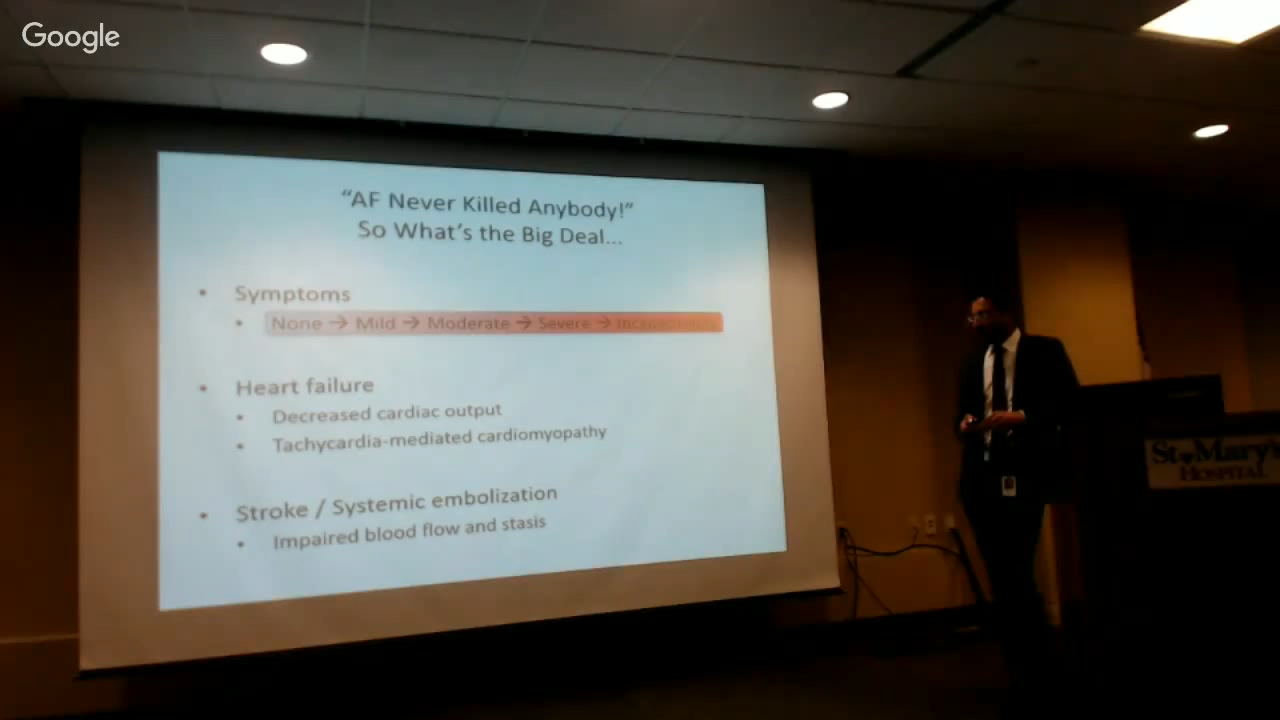 Google
“AF Never Killed Anybody!”
So What’s the Big Deal...
• Symptoms
• None → Mild → Moderate → Severe →
• Heart failure
• Decreased cardiac output
• Tachycardia-mediated cardiomyopathy
• Stroke / Systemic embolization
• Impaired blood flow and stasis
St♥Mary's
HOSPITAL